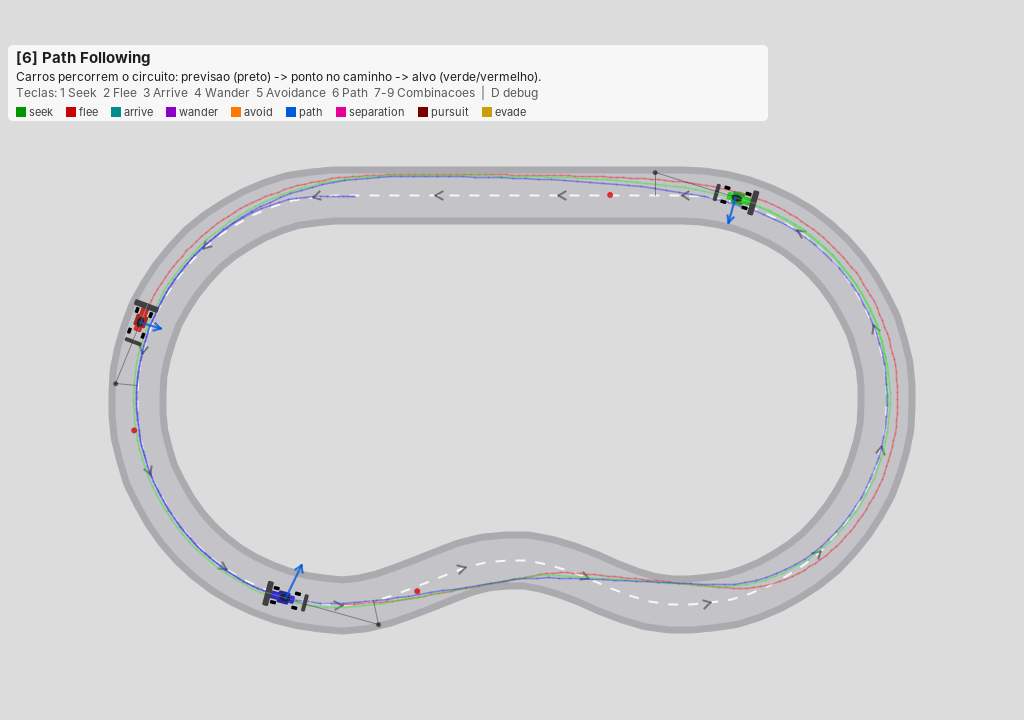 [6] Path Following
Carros percorrem o circuito: previsao (preto) -> ponto no caminho -> alvo (verde/vermelho).
Teclas: 1 Seek  2 Flee  3 Arrive  4 Wander  5 Avoidance  6 Path  7-9 Combinacoes  |  D debug
seek  flee  arrive  wander  avoid  path  separation  pursuit  evade